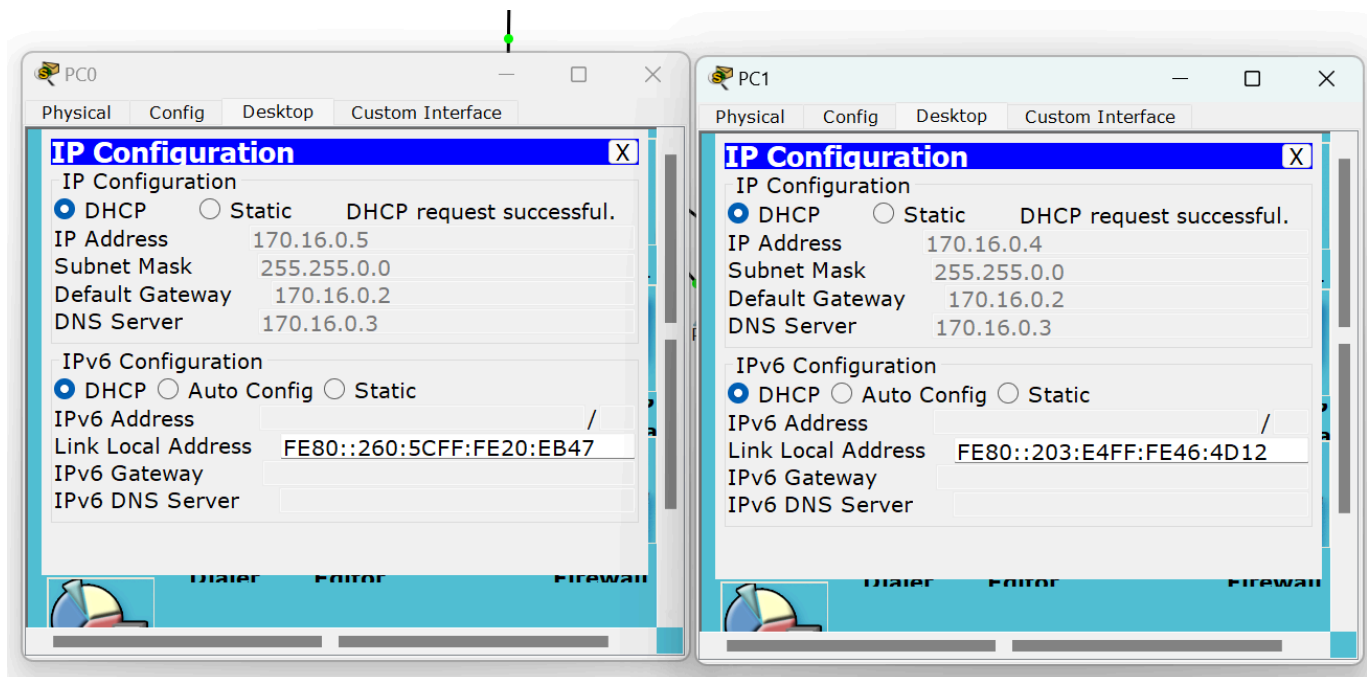 PC0
Physical Config Desktop Custom Interface
IP Configuration X
IP Configuration
DHCP Static DHCP request successful.
IP Address 170.16.0.5
Subnet Mask 255.255.0.0
Default Gateway 170.16.0.2
DNS Server 170.16.0.3
IPv6 Configuration
DHCP Auto Config Static
IPv6 Address /
Link Local Address FE80::260:5CFF:FE20:EB47
IPv6 Gateway
IPv6 DNS Server
Dialer Editor Firewall
PC1
Physical Config Desktop Custom Interface
IP Configuration X
IP Configuration
DHCP Static DHCP request successful.
IP Address 170.16.0.4
Subnet Mask 255.255.0.0
Default Gateway 170.16.0.2
DNS Server 170.16.0.3
IPv6 Configuration
DHCP Auto Config Static
IPv6 Address /
Link Local Address FE80::203:E4FF:FE46:4D12
IPv6 Gateway
IPv6 DNS Server
Dialer Editor Firewall